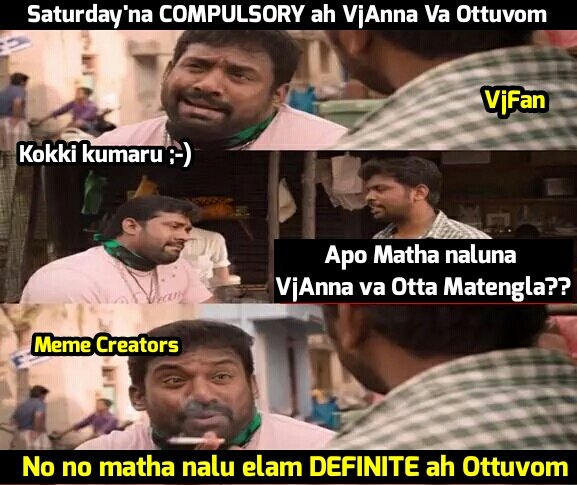 Saturday'na COMPULSORY ah VjAnna Va Ottuvom
VjFan
Kokki kumaru ;-)
Apo Matha naluna
VjAnna va Otta Matengla??
Meme Creators
No no matha nalu elam DEFINITE ah Ottuvom